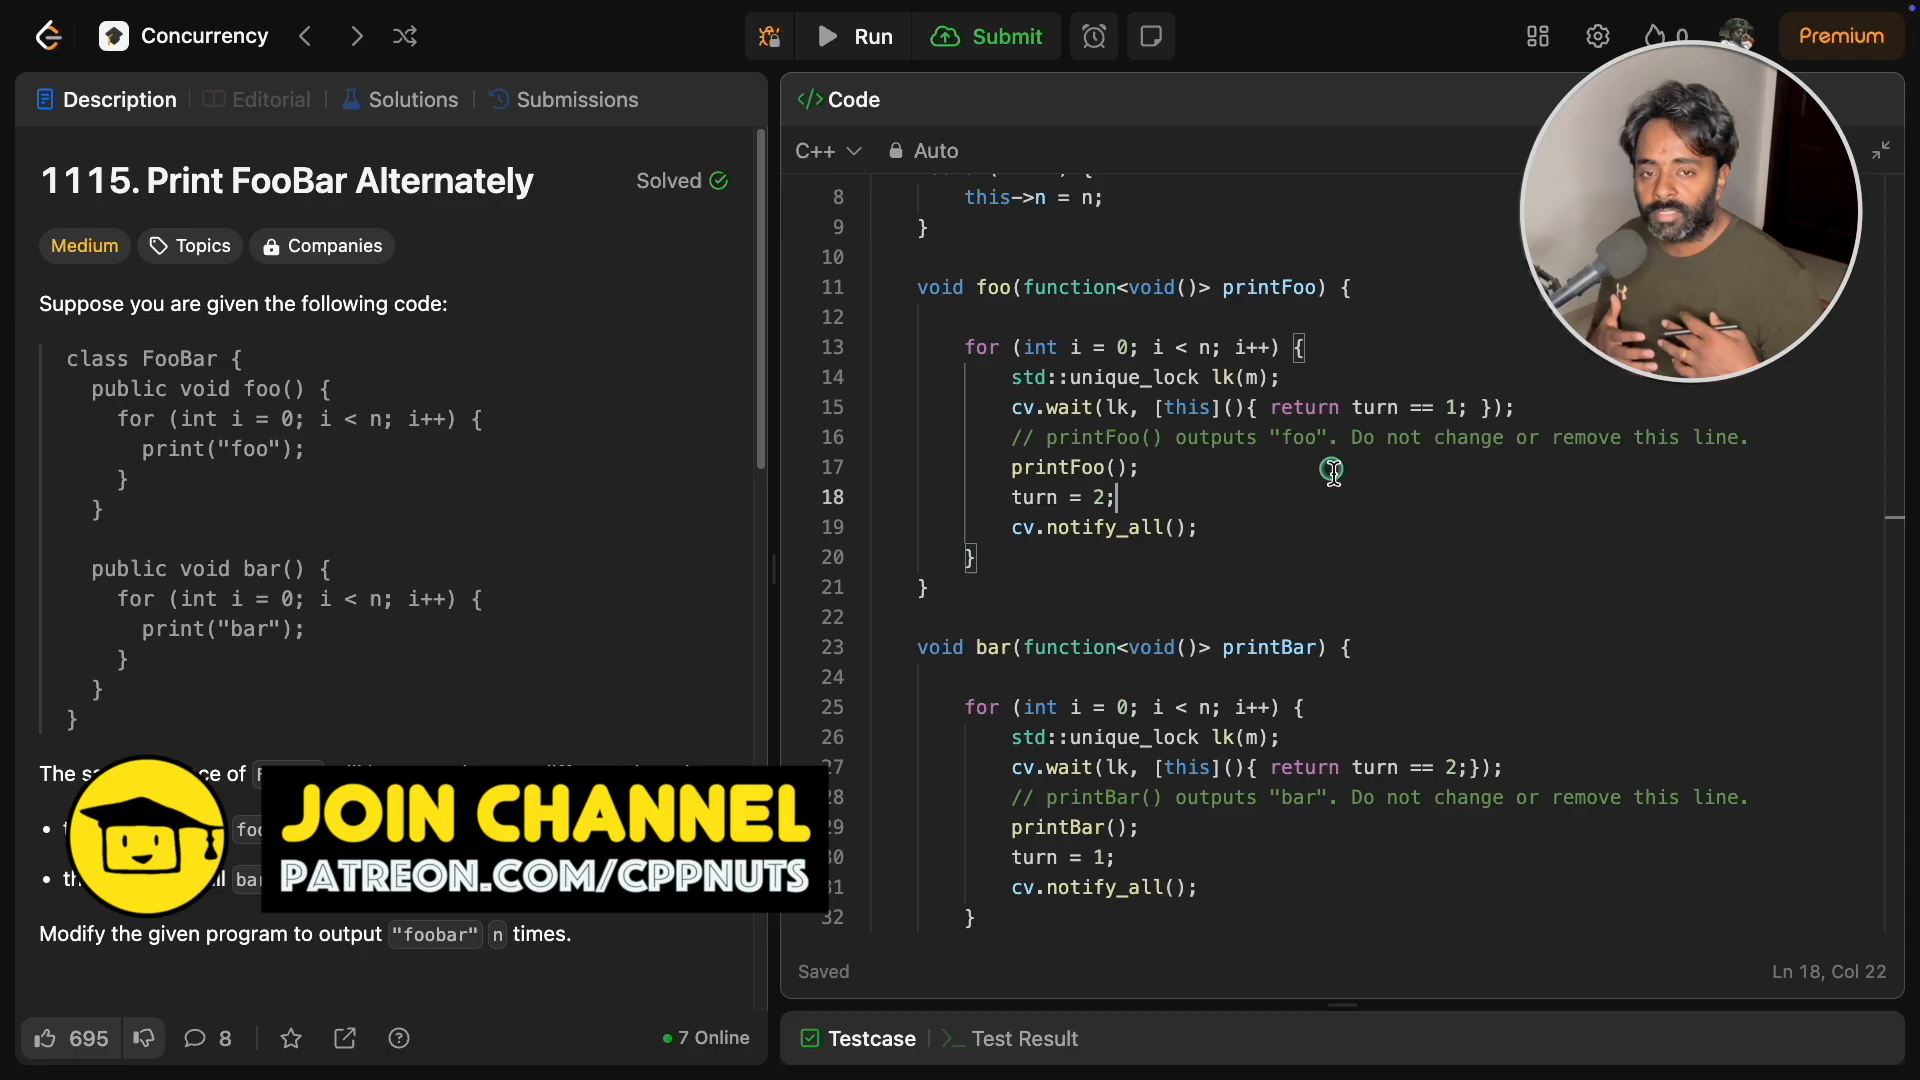 Concurrency
Run
Submit
0
Premium
Description
Editorial
Solutions
Submissions
1115. Print FooBar Alternately
Solved
Medium
Topics
Companies
Suppose you are given the following code:
class FooBar {
public void foo() {
for (int i = 0; i < n; i++) {
print("foo");
}
}
public void bar() {
for (int i = 0; i < n; i++) {
print("bar");
}
}
}
JOIN CHANNEL
PATREON.COM/CPPNUTS
Modify the given program to output "foobar" n times.
695
8
7 Online
</> Code
C++
Auto
8 this->n = n;
9 }
10
11 void foo(function<void()> printFoo) {
12
13 for (int i = 0; i < n; i++) {
14 std::unique_lock lk(m);
15 cv.wait(lk, [this](){ return turn == 1; });
16 // printFoo() outputs "foo". Do not change or remove this line.
17 printFoo();
18 turn = 2;
19 cv.notify_all();
20 }
21 }
22
23 void bar(function<void()> printBar) {
24
25 for (int i = 0; i < n; i++) {
26 std::unique_lock lk(m);
cv.wait(lk, [this](){ return turn == 2;});
// printBar() outputs "bar". Do not change or remove this line.
printBar();
turn = 1;
cv.notify_all();
32 }
Saved
Ln 18, Col 22
Testcase
Test Result